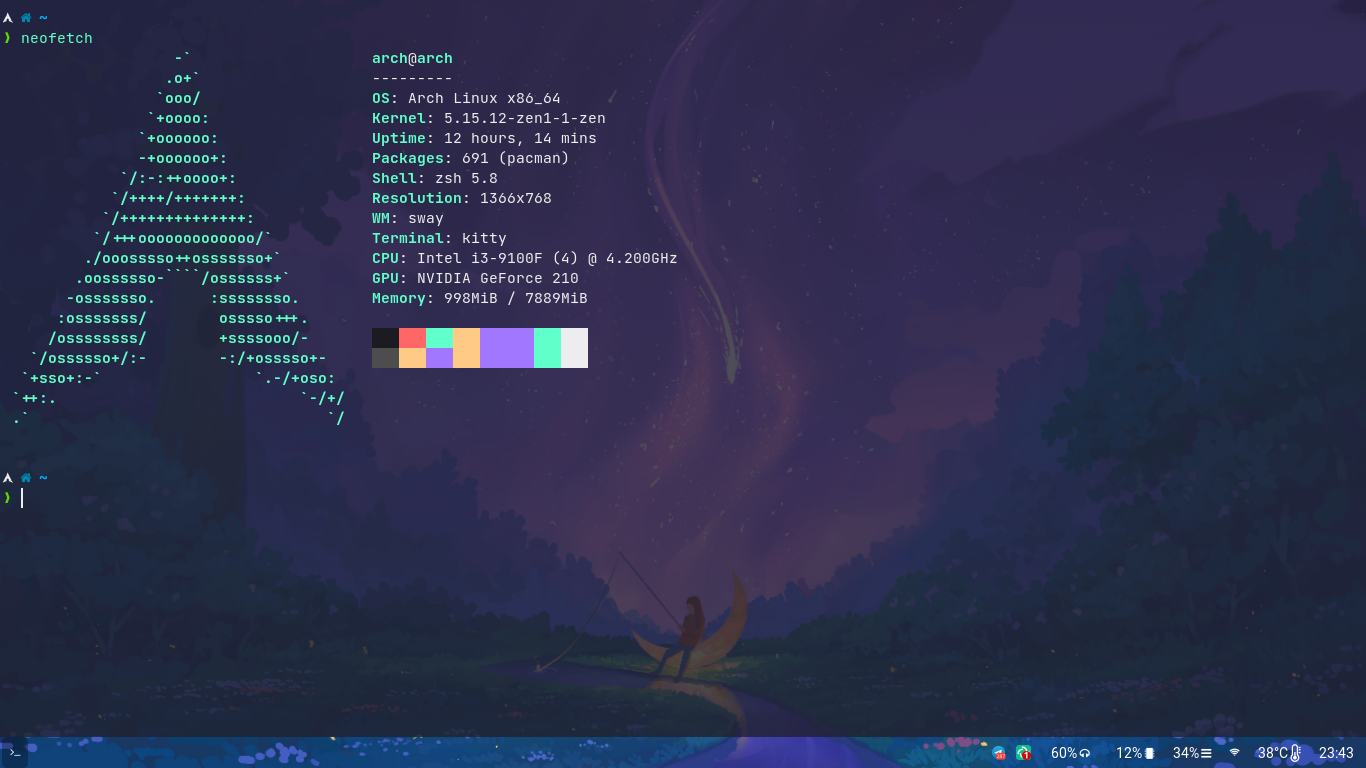 ~
❯ neofetch
-`
.o+`
`ooo/
`+oooo:
`+oooooo:
-+oooooo+:
`/:-:++oooo+:
`/++++/+++++++:
`/++++++++++++++:
`/+++ooooooooooooo/`
./ooosssso++osssssso+`
.oossssso-````/ossssss+`
-osssssso.      :ssssssso.
:osssssss/        osssso+++.
/ossssssss/        +ssssooo/-
`/ossssso+/:-        -:/+osssso+-
`+sso+:-`                 `.-/+oso:
`++:.                           `-/+/
.`                                 `/
arch@arch
---------
OS: Arch Linux x86_64
Kernel: 5.15.12-zen1-1-zen
Uptime: 12 hours, 14 mins
Packages: 691 (pacman)
Shell: zsh 5.8
Resolution: 1366x768
WM: sway
Terminal: kitty
CPU: Intel i3-9100F (4) @ 4.200GHz
GPU: NVIDIA GeForce 210
Memory: 998MiB / 7889MiB
~
❯
60% 12% 34% 38°C 23:43